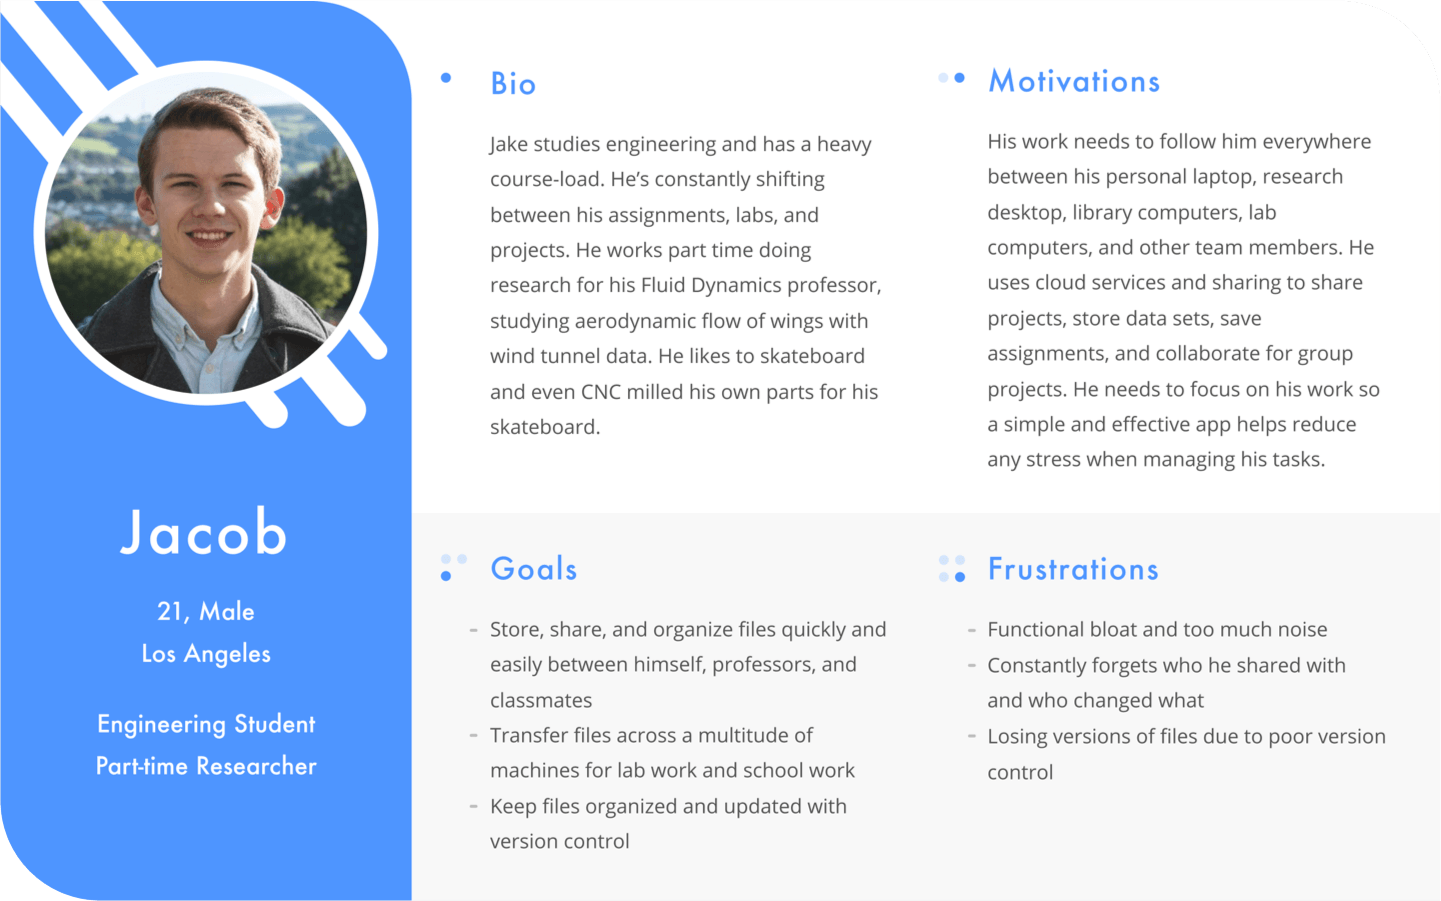 Jacob
21, Male
Los Angeles
Engineering Student
Part-time Researcher
Bio
Jake studies engineering and has a heavy
course-load. He’s constantly shifting
between his assignments, labs, and
projects. He works part time doing
research for his Fluid Dynamics professor,
studying aerodynamic flow of wings with
wind tunnel data. He likes to skateboard
and even CNC milled his own parts for his
skateboard.
Motivations
His work needs to follow him everywhere
between his personal laptop, research
desktop, library computers, lab
computers, and other team members. He
uses cloud services and sharing to share
projects, store data sets, save
assignments, and collaborate for group
projects. He needs to focus on his work so
a simple and effective app helps reduce
any stress when managing his tasks.
Goals
- Store, share, and organize files quickly and
easily between himself, professors, and
classmates
- Transfer files across a multitude of
machines for lab work and school work
- Keep files organized and updated with
version control
Frustrations
- Functional bloat and too much noise
- Constantly forgets who he shared with
and who changed what
- Losing versions of files due to poor version
control